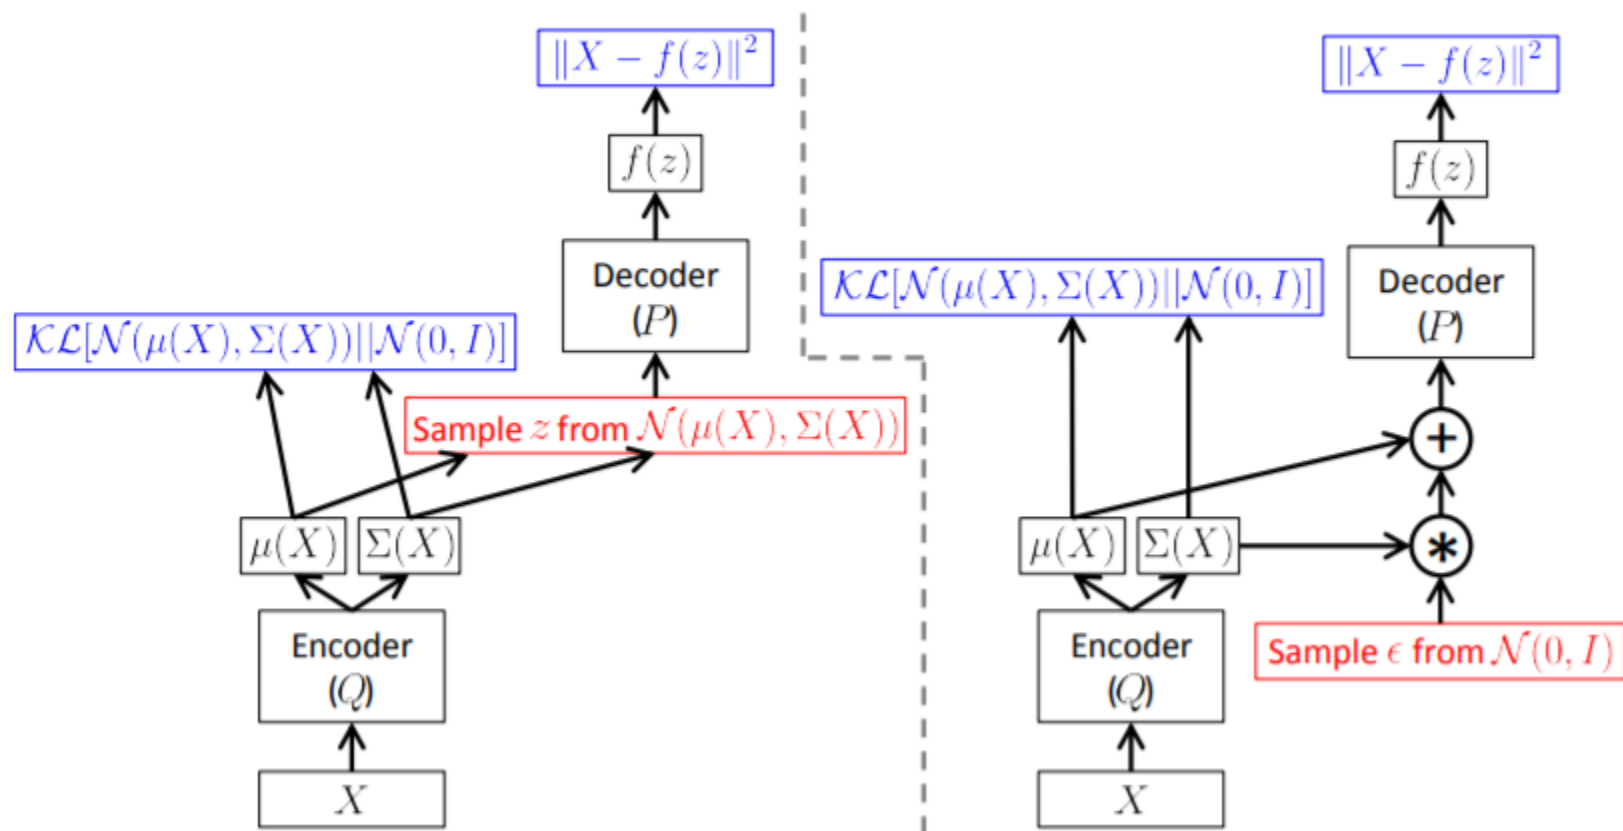 ‖X − f(z)‖²
f(z)
Decoder
(P)
𝒦ℒ[𝒩(μ(X), Σ(X))||𝒩(0, I)]
Sample z from 𝒩(μ(X), Σ(X))
μ(X)
Σ(X)
Encoder
(Q)
X
‖X − f(z)‖²
f(z)
Decoder
(P)
𝒦ℒ[𝒩(μ(X), Σ(X))||𝒩(0, I)]
+
μ(X)
Σ(X)
*
Encoder
(Q)
Sample ϵ from 𝒩(0, I)
X